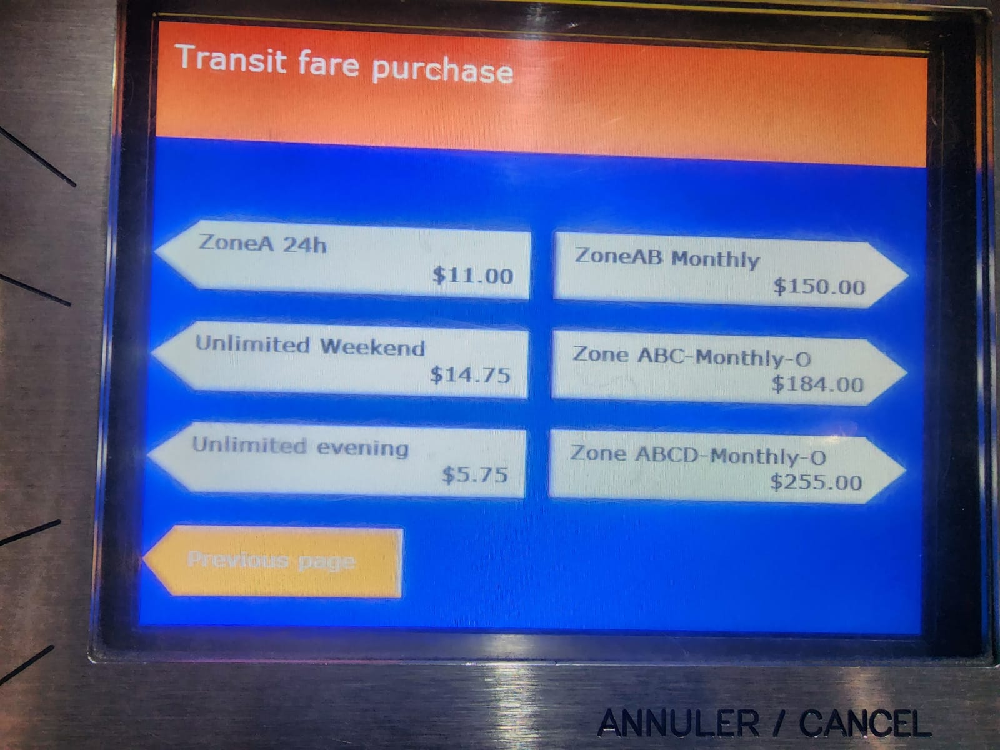 Transit fare purchase
ZoneA 24h
$11.00
ZoneAB Monthly
$150.00
Unlimited Weekend
$14.75
Zone ABC-Monthly-O
$184.00
Unlimited evening
$5.75
Zone ABCD-Monthly-O
$255.00
Previous page
ANNULER / CANCEL